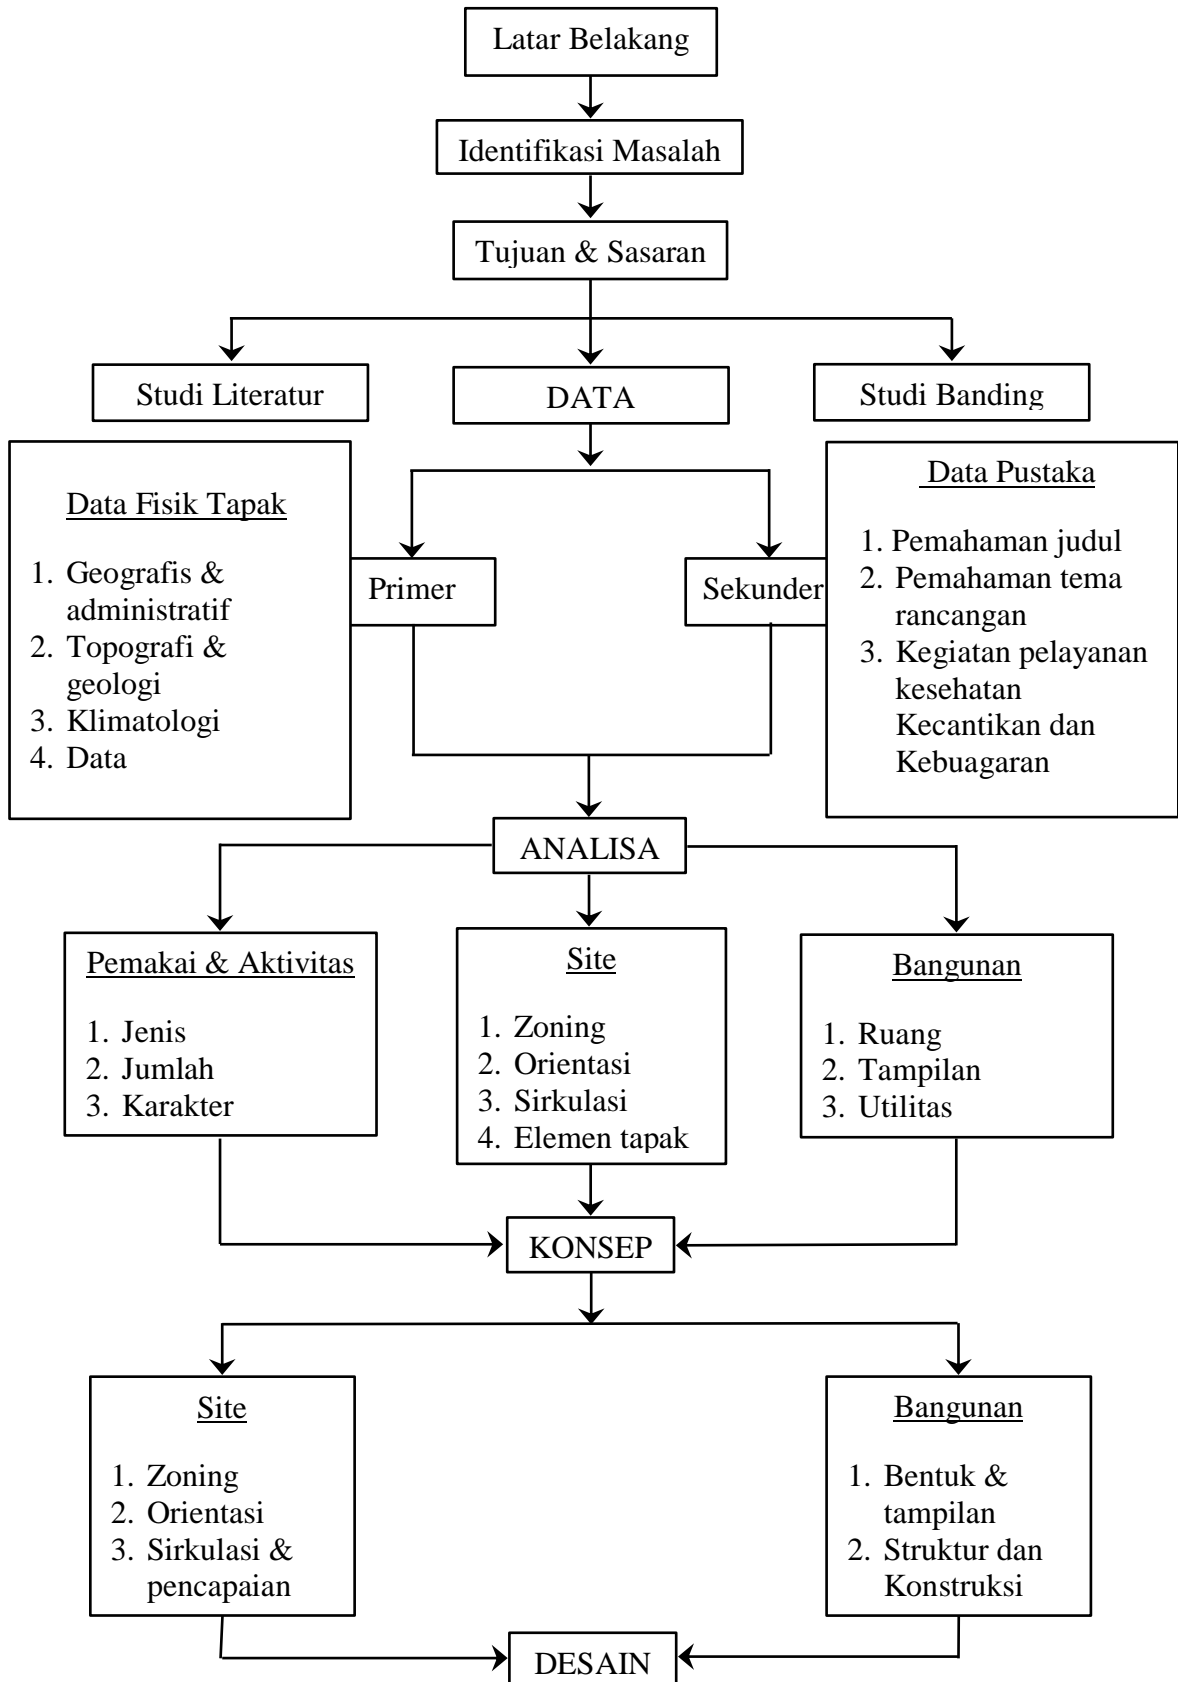 Latar Belakang
Identifikasi Masalah
Tujuan & Sasaran
Studi Literatur
DATA
Studi Banding
Data Fisik Tapak
1. Geografis &
administratif
2. Topografi &
geologi
3. Klimatologi
4. Data
Primer
Sekunder
Data Pustaka
1. Pemahaman judul
2. Pemahaman tema
rancangan
3. Kegiatan pelayanan
kesehatan
Kecantikan dan
Kebuagaran
ANALISA
Pemakai & Aktivitas
1. Jenis
2. Jumlah
3. Karakter
Site
1. Zoning
2. Orientasi
3. Sirkulasi
4. Elemen tapak
Bangunan
1. Ruang
2. Tampilan
3. Utilitas
KONSEP
Site
1. Zoning
2. Orientasi
3. Sirkulasi &
pencapaian
Bangunan
1. Bentuk &
tampilan
2. Struktur dan
Konstruksi
DESAIN